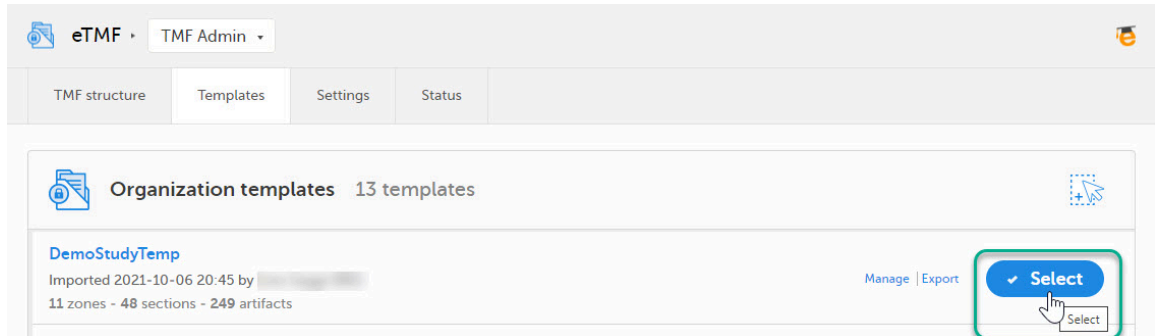 eTMF TMF Admin
TMF structure Templates Settings Status
Organization templates 13 templates
DemoStudyTemp
Imported 2021-10-06 20:45 by
Manage | Export Select
11 zones - 48 sections - 249 artifacts
Select